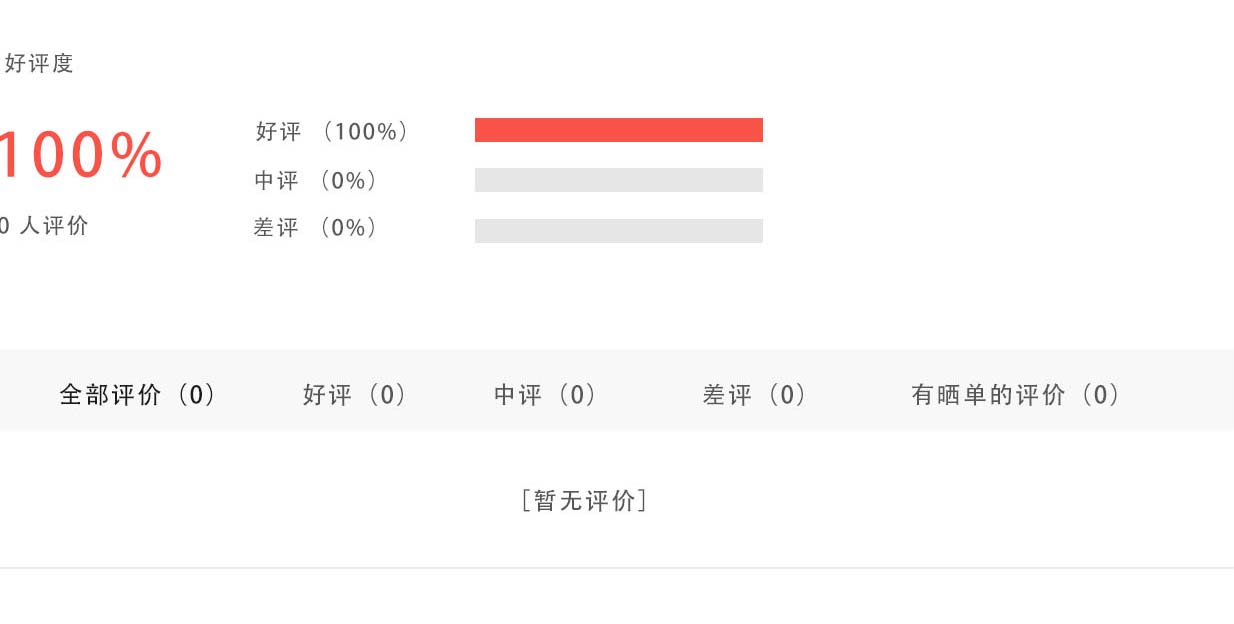 好评度
100%
0 人评价
好评 （100%）
中评 （0%）
差评 （0%）
全部评价（0） 好评（0） 中评（0） 差评（0） 有晒单的评价（0）
[暂无评价]